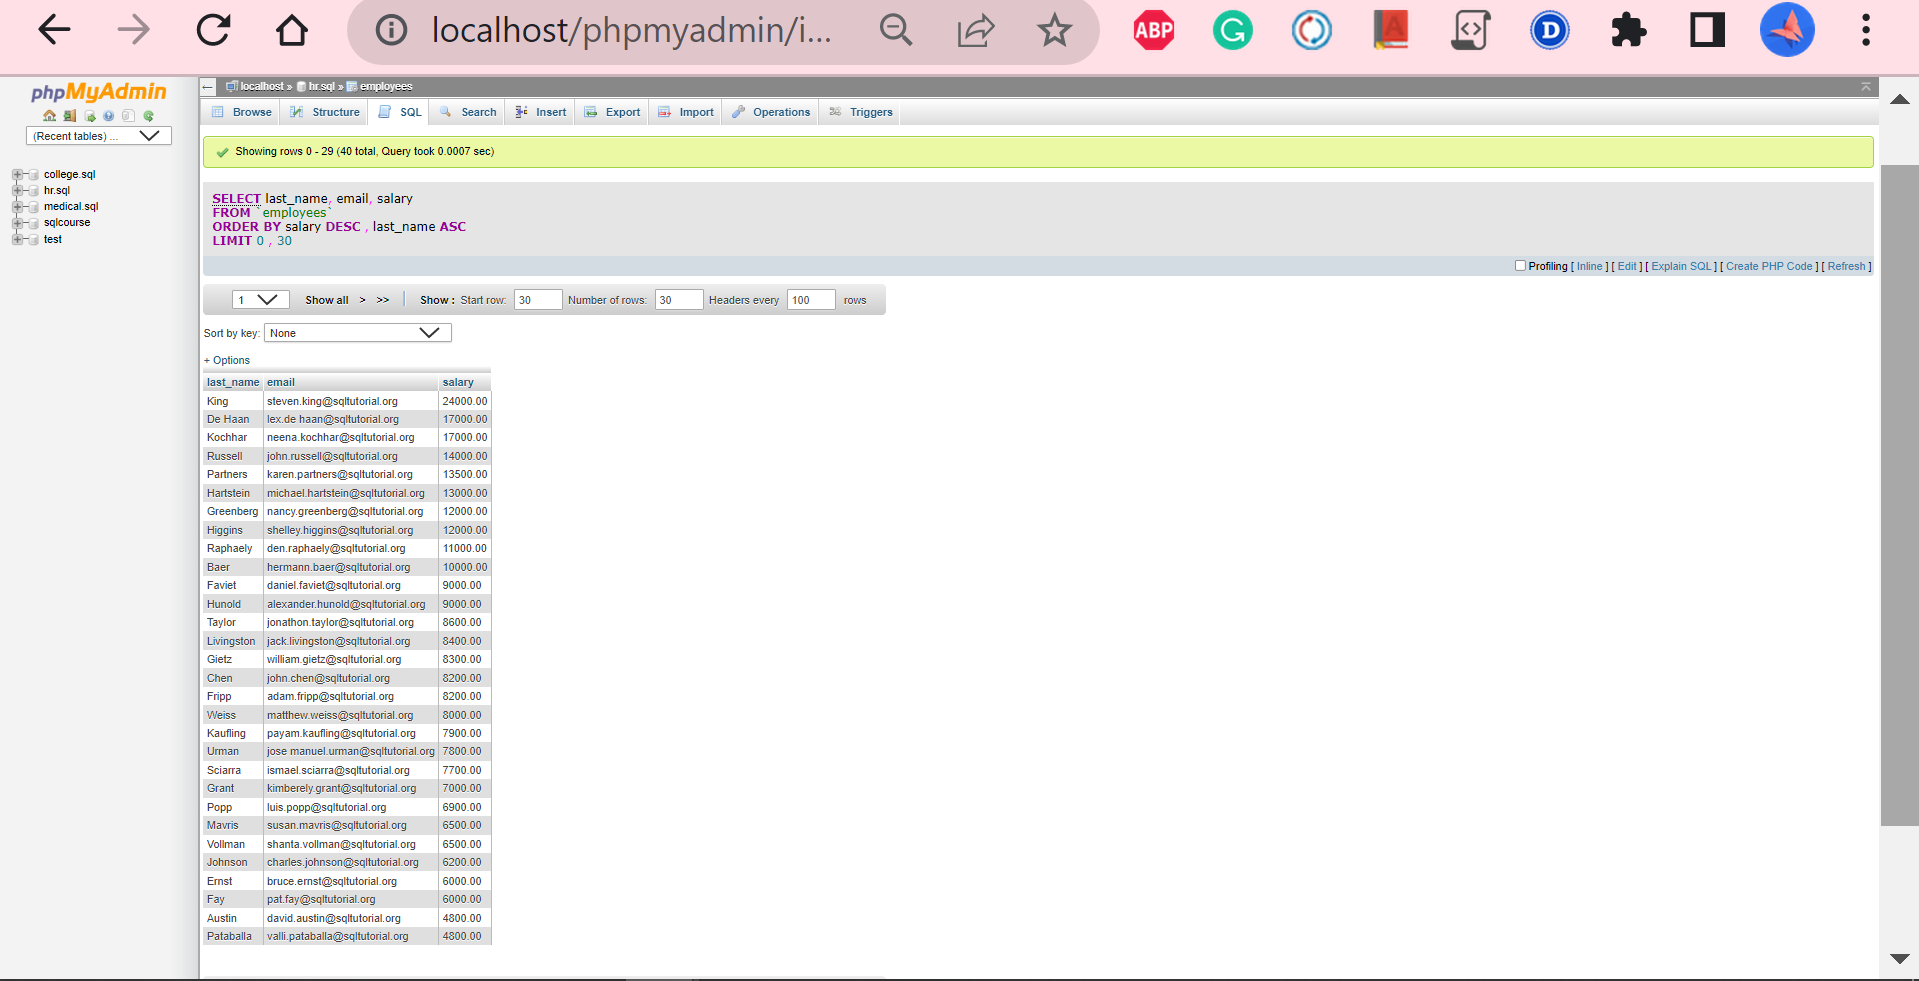 localhost/phpmyadmin/i...
ABP
G
A
D
phpMyAdmin
(Recent tables) ...
college.sql
hr.sql
medical.sql
sqlcourse
test
localhost » hr.sql » employees
Browse Structure SQL Search Insert Export Import Operations Triggers
Showing rows 0 - 29 (40 total, Query took 0.0007 sec)
SELECT last_name, email, salary
FROM `employees`
ORDER BY salary DESC , last_name ASC
LIMIT 0 , 30
Profiling [ Inline ] [ Edit ] [ Explain SQL ] [ Create PHP Code ] [ Refresh ]
1 Show all > >> Show : Start row: 30 Number of rows: 30 Headers every 100 rows
Sort by key: None
+ Options
last_name email salary
King steven.king@sqltutorial.org 24000.00
De Haan lex.de haan@sqltutorial.org 17000.00
Kochhar neena.kochhar@sqltutorial.org 17000.00
Russell john.russell@sqltutorial.org 14000.00
Partners karen.partners@sqltutorial.org 13500.00
Hartstein michael.hartstein@sqltutorial.org 13000.00
Greenberg nancy.greenberg@sqltutorial.org 12000.00
Higgins shelley.higgins@sqltutorial.org 12000.00
Raphaely den.raphaely@sqltutorial.org 11000.00
Baer hermann.baer@sqltutorial.org 10000.00
Faviet daniel.faviet@sqltutorial.org 9000.00
Hunold alexander.hunold@sqltutorial.org 9000.00
Taylor jonathon.taylor@sqltutorial.org 8600.00
Livingston jack.livingston@sqltutorial.org 8400.00
Gietz william.gietz@sqltutorial.org 8300.00
Chen john.chen@sqltutorial.org 8200.00
Fripp adam.fripp@sqltutorial.org 8200.00
Weiss matthew.weiss@sqltutorial.org 8000.00
Kaufling payam.kaufling@sqltutorial.org 7900.00
Urman jose manuel.urman@sqltutorial.org 7800.00
Sciarra ismael.sciarra@sqltutorial.org 7700.00
Grant kimberely.grant@sqltutorial.org 7000.00
Popp luis.popp@sqltutorial.org 6900.00
Mavris susan.mavris@sqltutorial.org 6500.00
Vollman shanta.vollman@sqltutorial.org 6500.00
Johnson charles.johnson@sqltutorial.org 6200.00
Ernst bruce.ernst@sqltutorial.org 6000.00
Fay pat.fay@sqltutorial.org 6000.00
Austin david.austin@sqltutorial.org 4800.00
Pataballa valli.pataballa@sqltutorial.org 4800.00